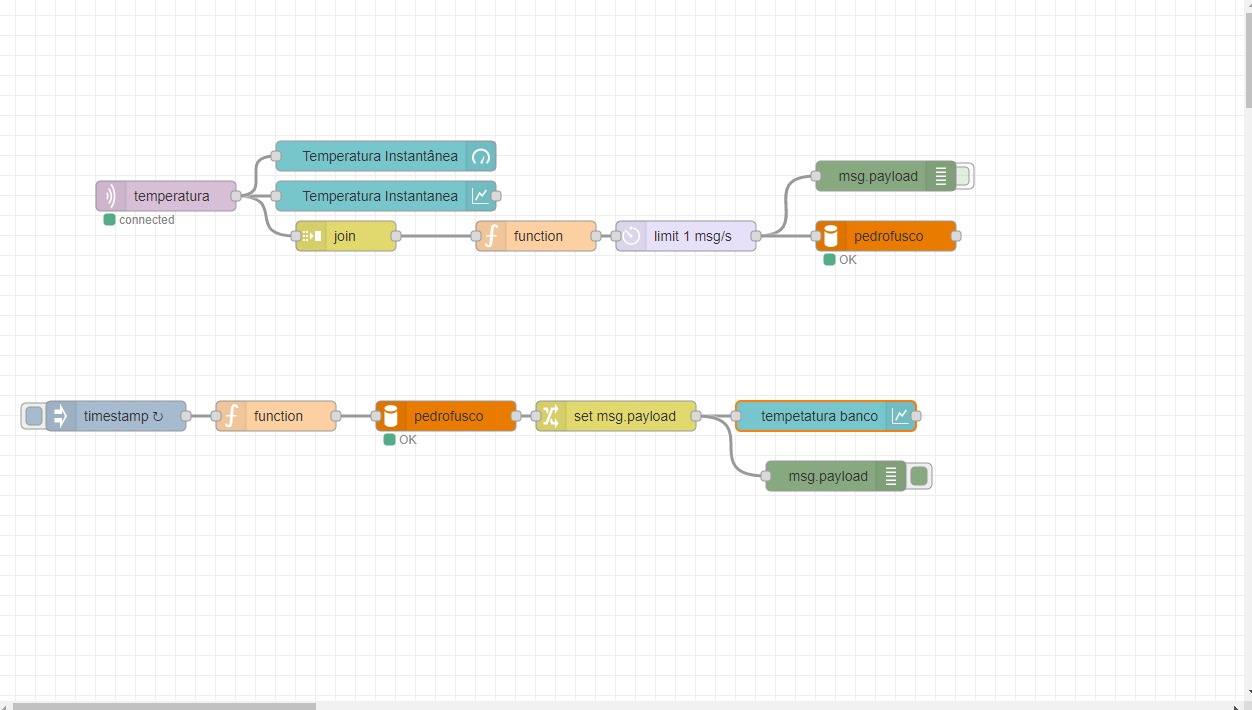 Temperatura Instantânea
temperatura
Temperatura Instantanea
connected
join
function
limit 1 msg/s
msg.payload
pedrofusco
OK
timestamp ↻
function
pedrofusco
OK
set msg.payload
tempetatura banco
msg.payload